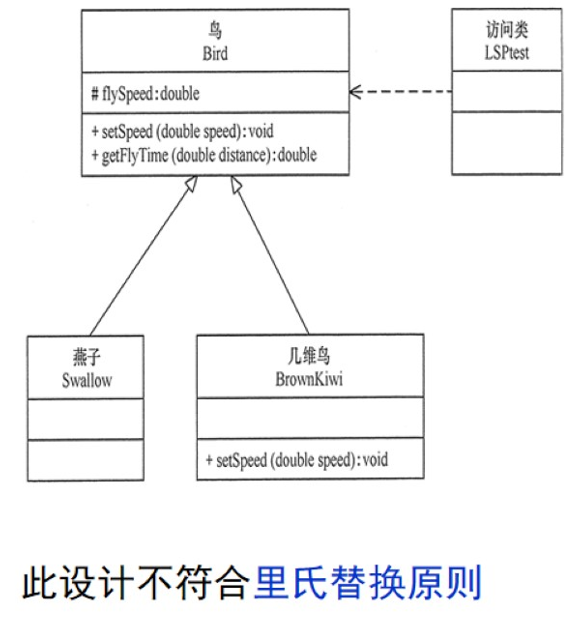 鸟
Bird
# flySpeed:double
+ setSpeed (double speed):void
+ getFlyTime (double distance):double
访问类
LSPtest
燕子
Swallow
几维鸟
BrownKiwi
+ setSpeed (double speed):void
此设计不符合里氏替换原则